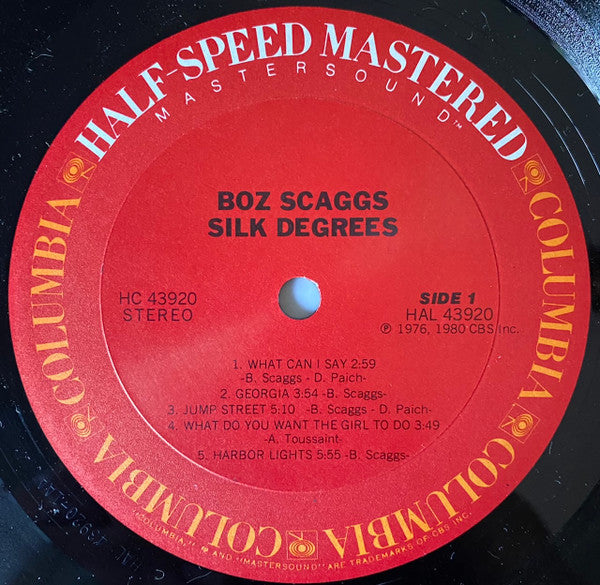 HALF-SPEED MASTERED
MASTERSOUND™
COLUMBIA
COLUMBIA
COLUMBIA
COLUMBIA
COLUMBIA
BOZ SCAGGS
SILK DEGREES
HC 43920
STEREO
SIDE 1
HAL 43920
℗ 1976, 1980 CBS Inc.
1. WHAT CAN I SAY 2:59
-B. Scaggs - D. Paich-
2. GEORGIA 3:54 -B. Scaggs-
3. JUMP STREET 5:10 -B. Scaggs - D. Paich-
4. WHAT DO YOU WANT THE GIRL TO DO 3:49
-A. Toussaint-
5. HARBOR LIGHTS 5:55 -B. Scaggs-
"COLUMBIA," AND "MASTERSOUND" ARE TRADEMARKS OF CBS INC.